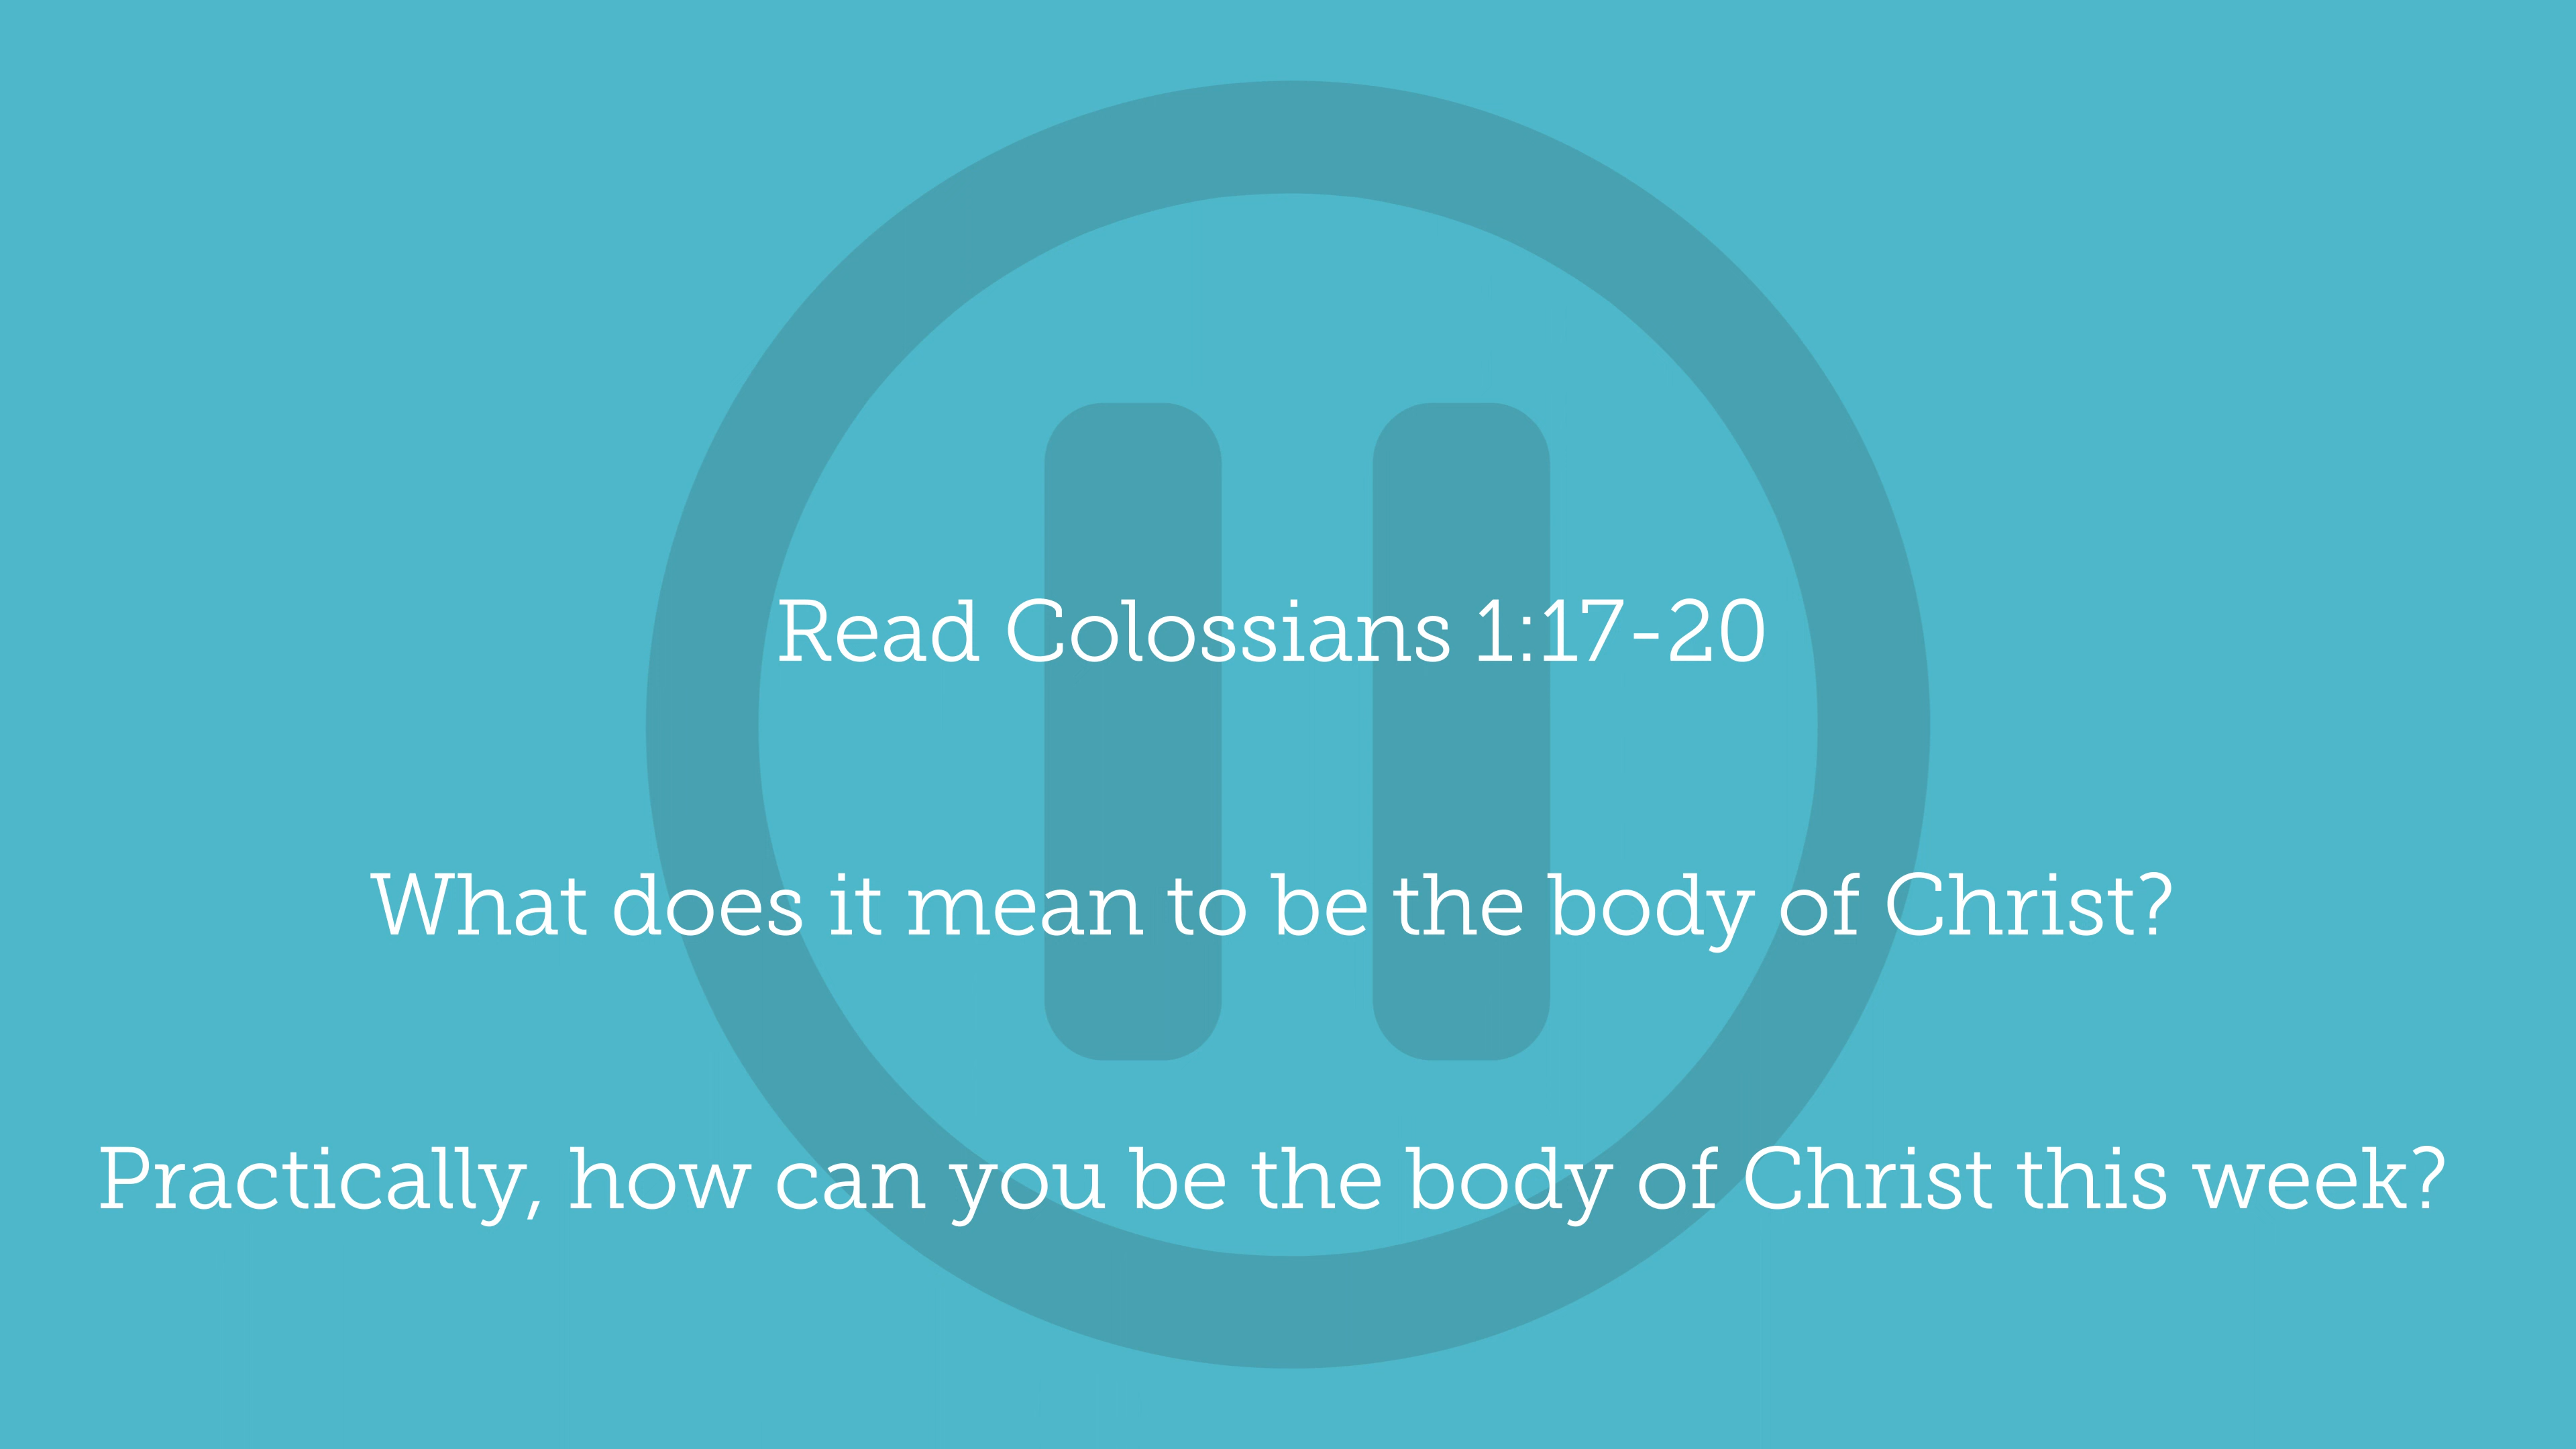 Read Colossians 1:17-20
What does it mean to be the body of Christ?
Practically, how can you be the body of Christ this week?